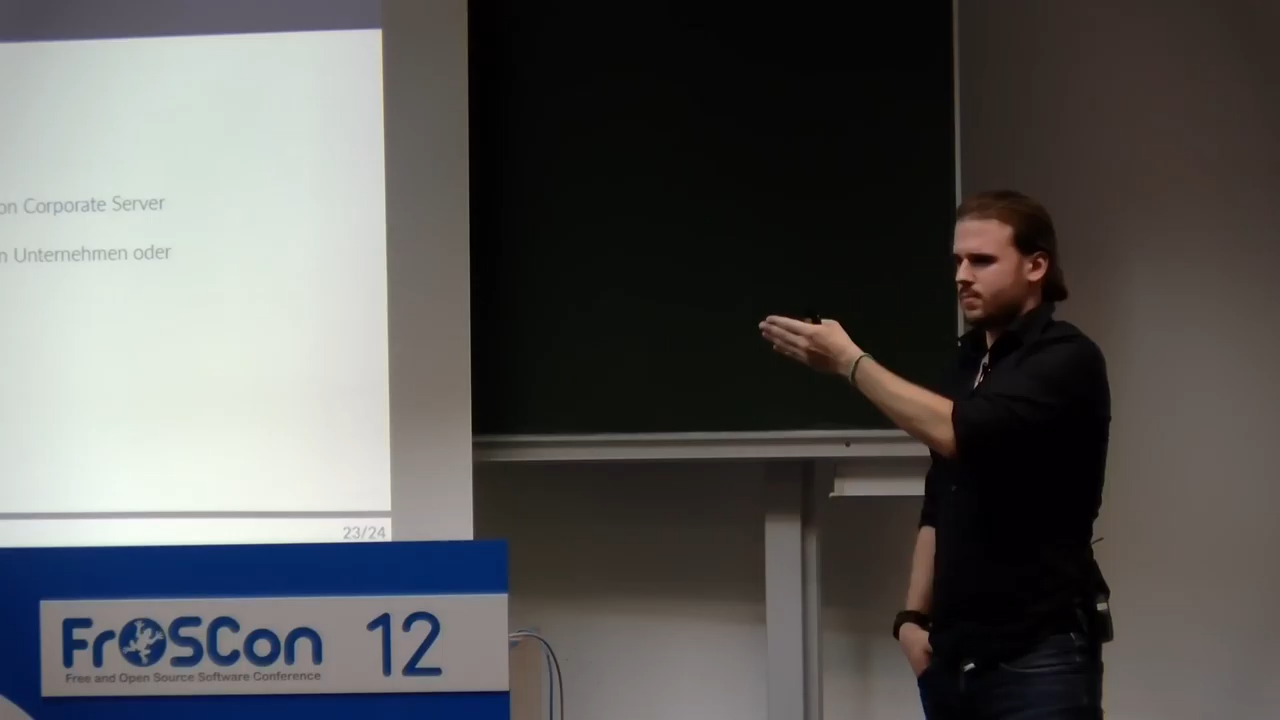 on Corporate Server
n Unternehmen oder
23/24
FrOSCon 12
Free and Open Source Software Conference